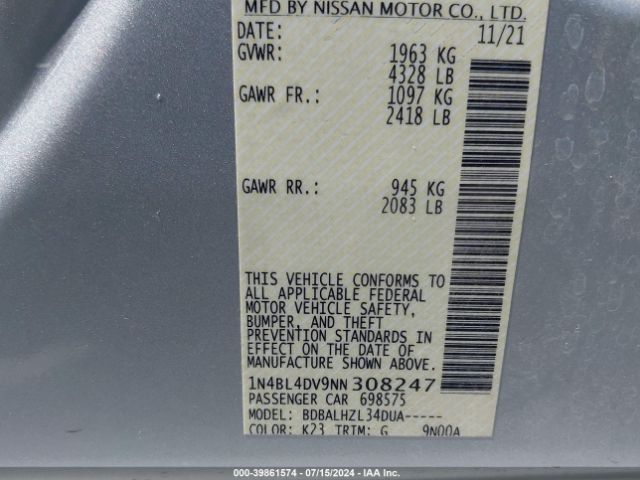 MFD BY NISSAN MOTOR CO., LTD.
DATE: 11/21
GVWR: 1963 KG
4328 LB
GAWR FR.: 1097 KG
2418 LB
GAWR RR.: 945 KG
2083 LB
THIS VEHICLE CONFORMS TO
ALL APPLICABLE FEDERAL
MOTOR VEHICLE SAFETY,
BUMPER, AND THEFT
PREVENTION STANDARDS IN
EFFECT ON THE DATE OF
MANUFACTURE SHOWN ABOVE.
1N4BL4DV9NN308247
PASSENGER CAR 698575
MODEL: BDBALHZL34DUA-----
COLOR: K23 TRIM: G 9N00A
000-39861574 / 07/15/2024 - IAA Inc.